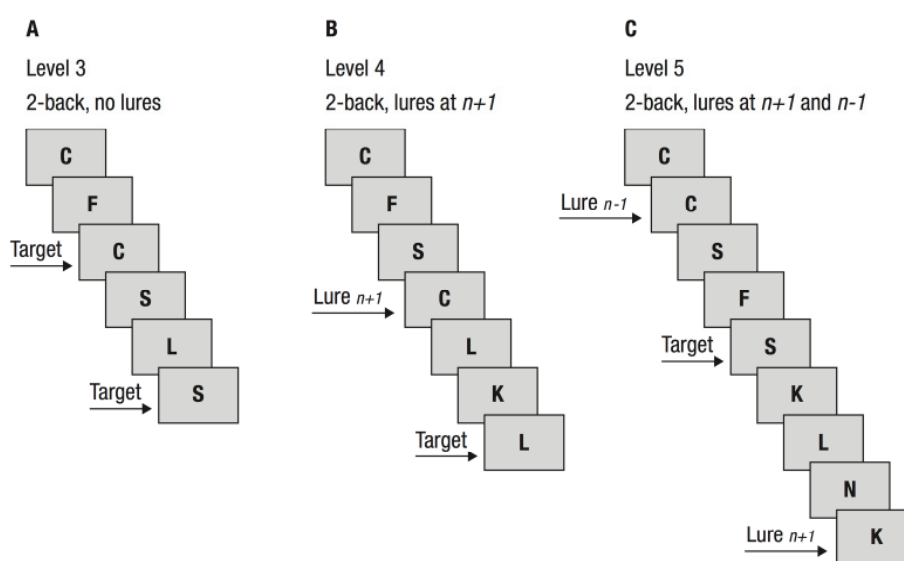 A
Level 3
2-back, no lures
C
F
Target
C
S
L
Target
S
B
Level 4
2-back, lures at n+1
C
F
S
Lure n+1
C
L
K
Target
L
C
Level 5
2-back, lures at n+1 and n-1
C
Lure n-1
C
S
F
Target
S
K
L
N
Lure n+1
K